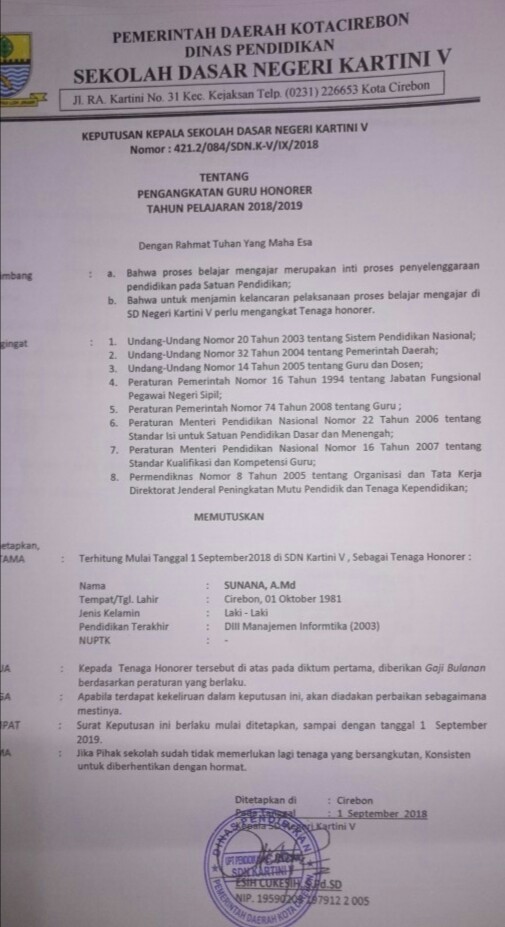 PEMERINTAH DAERAH KOTACIREBON
DINAS PENDIDIKAN
SEKOLAH DASAR NEGERI KARTINI V
Jl. RA. Kartini No. 31 Kec. Kejaksan Telp. (0231) 226653 Kota Cirebon
KEPUTUSAN KEPALA SEKOLAH DASAR NEGERI KARTINI V
Nomor : 421.2/084/SDN.K-V/IX/2018
TENTANG
PENGANGKATAN GURU HONORER
TAHUN PELAJARAN 2018/2019
Dengan Rahmat Tuhan Yang Maha Esa
mbang : a. Bahwa proses belajar mengajar merupakan inti proses penyelenggaraan
pendidikan pada Satuan Pendidikan;
b. Bahwa untuk menjamin kelancaran pelaksanaan proses belajar mengajar di
SD Negeri Kartini V perlu mengangkat Tenaga honorer.
gingat : 1. Undang-Undang Nomor 20 Tahun 2003 tentang Sistem Pendidikan Nasional;
2. Undang-Undang Nomor 32 Tahun 2004 tentang Pemerintah Daerah;
3. Undang-Undang Nomor 14 Tahun 2005 tentang Guru dan Dosen;
4. Peraturan Pemerintah Nomor 16 Tahun 1994 tentang Jabatan Fungsional
Pegawai Negeri Sipil;
5. Peraturan Pemerintah Nomor 74 Tahun 2008 tentang Guru ;
6. Peraturan Menteri Pendidikan Nasional Nomor 22 Tahun 2006 tentang
Standar Isi untuk Satuan Pendidikan Dasar dan Menengah;
7. Peraturan Menteri Pendidikan Nasional Nomor 16 Tahun 2007 tentang
Standar Kualifikasi dan Kompetensi Guru;
8. Permendiknas Nomor 8 Tahun 2005 tentang Organisasi dan Tata Kerja
Direktorat Jenderal Peningkatan Mutu Pendidik dan Tenaga Kependidikan;
MEMUTUSKAN
etapkan,
TAMA : Terhitung Mulai Tanggal 1 September2018 di SDN Kartini V , Sebagai Tenaga Honorer :
Nama : SUNANA, A.Md
Tempat/Tgl. Lahir : Cirebon, 01 Oktober 1981
Jenis Kelamin : Laki - Laki
Pendidikan Terakhir : DIII Manajemen Informtika (2003)
NUPTK : -
UA : Kepada Tenaga Honorer tersebut di atas pada diktum pertama, diberikan Gaji Bulanan
berdasarkan peraturan yang berlaku.
GA : Apabila terdapat kekeliruan dalam keputusan ini, akan diadakan perbaikan sebagaimana
mestinya.
MPAT : Surat Keputusan ini berlaku mulai ditetapkan, sampai dengan tanggal 1 September
2019.
MA : Jika Pihak sekolah sudah tidak memerlukan lagi tenaga yang bersangkutan, Konsisten
untuk diberhentikan dengan hormat.
Ditetapkan di : Cirebon
Pada Tanggal : 1 September 2018
Kepala SD Negeri Kartini V
DINAS PENDIDIKAN
SDN KARTINI V
PEMERINTAH DAERAH KOTA CIREBON
ESIH CUKESIH, S.Pd.SD
NIP. 197912 2 005